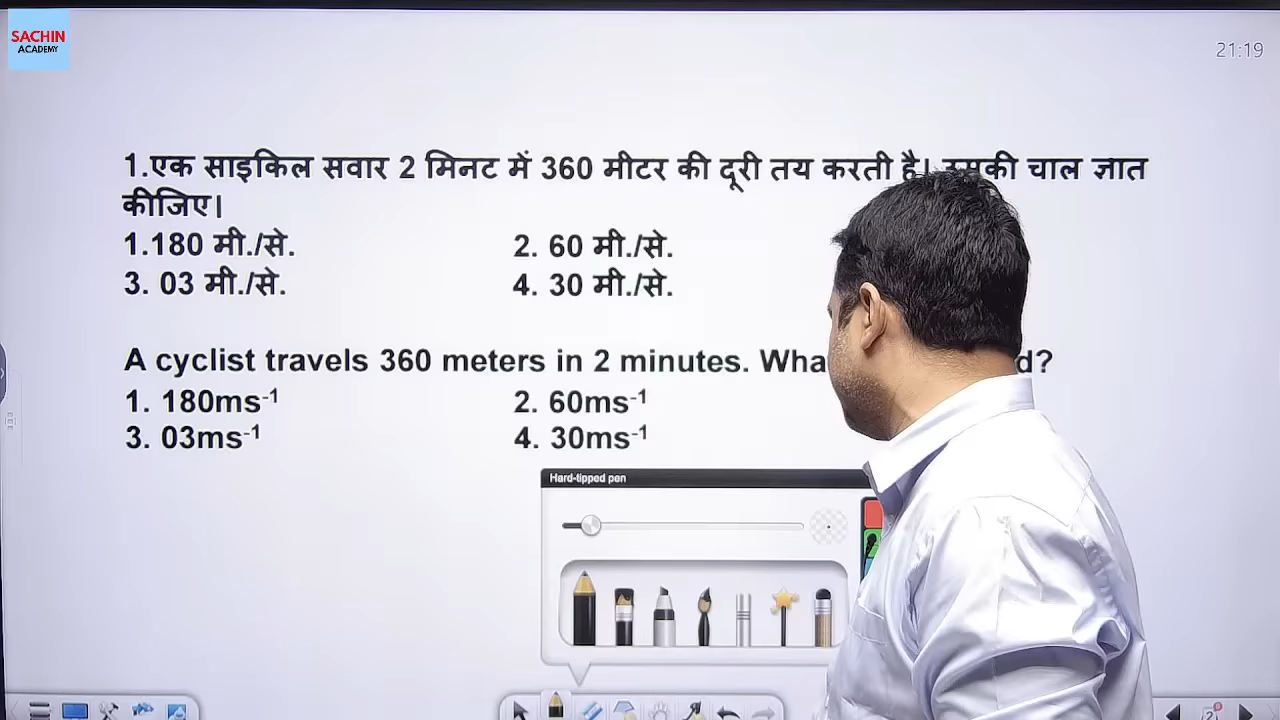 SACHIN
ACADEMY
21:19
1.एक साइकिल सवार 2 मिनट में 360 मीटर की दूरी तय करती है। उसकी चाल ज्ञात
कीजिए।
1.180 मी./से. 2. 60 मी./से.
3. 03 मी./से. 4. 30 मी./से.
A cyclist travels 360 meters in 2 minutes.
1. 180ms-1 2. 60ms-1
3. 03ms-1 4. 30ms-1
Hard-tipped pen